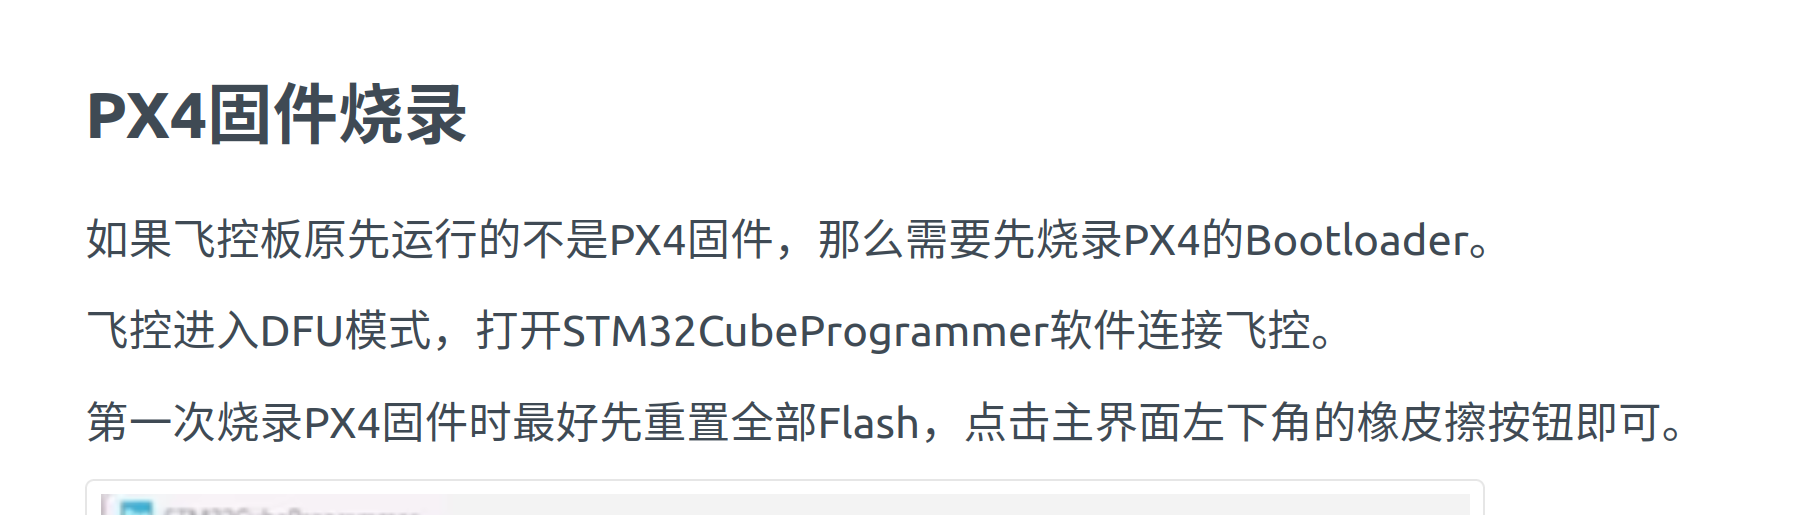 PX4固件烧录
如果飞控板原先运行的不是PX4固件，那么需要先烧录PX4的Bootloader。
飞控进入DFU模式，打开STM32CubeProgrammer软件连接飞控。
第一次烧录PX4固件时最好先重置全部Flash，点击主界面左下角的橡皮擦按钮即可。